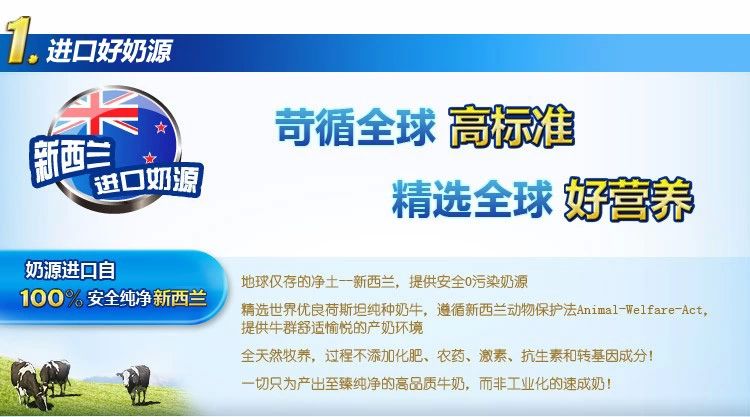 1. 进口好奶源
新西兰
进口奶源
苛循全球 高标准
精选全球 好营养
奶源进口自
100%安全纯净新西兰
地球仅存的净土--新西兰，提供安全0污染奶源
精选世界优良荷斯坦纯种奶牛，遵循新西兰动物保护法Animal-Welfare-Act，
提供牛群舒适愉悦的产奶环境
全天然牧养，过程不添加化肥、农药、激素、抗生素和转基因成分！
一切只为产出至臻纯净的高品质牛奶，而非工业化的速成奶！